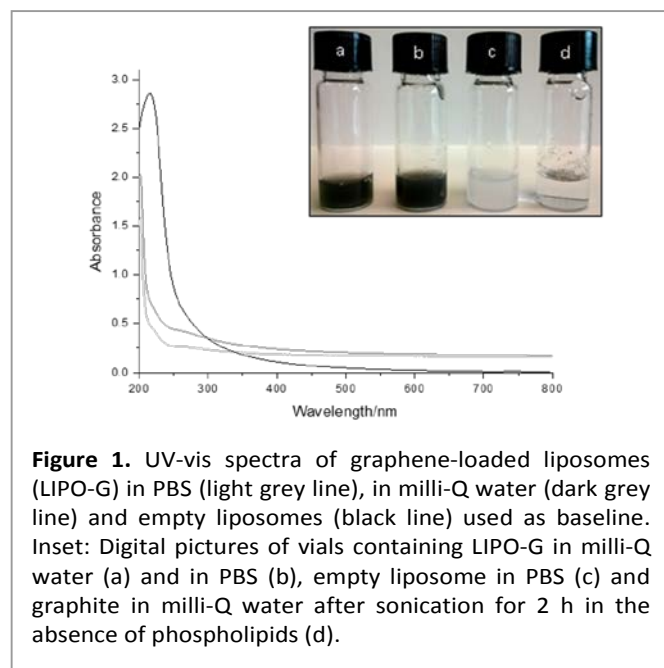 a b c d
3.0
2.5
2.0
1.5
1.0
0.5
0.0
Absorbance
200 300 400 500 600 700 800
Wavelength/nm
Figure 1. UV-vis spectra of graphene-loaded liposomes
(LIPO-G) in PBS (light grey line), in milli-Q water (dark grey
line) and empty liposomes (black line) used as baseline.
Inset: Digital pictures of vials containing LIPO-G in milli-Q
water (a) and in PBS (b), empty liposome in PBS (c) and
graphite in milli-Q water after sonication for 2 h in the
absence of phospholipids (d).